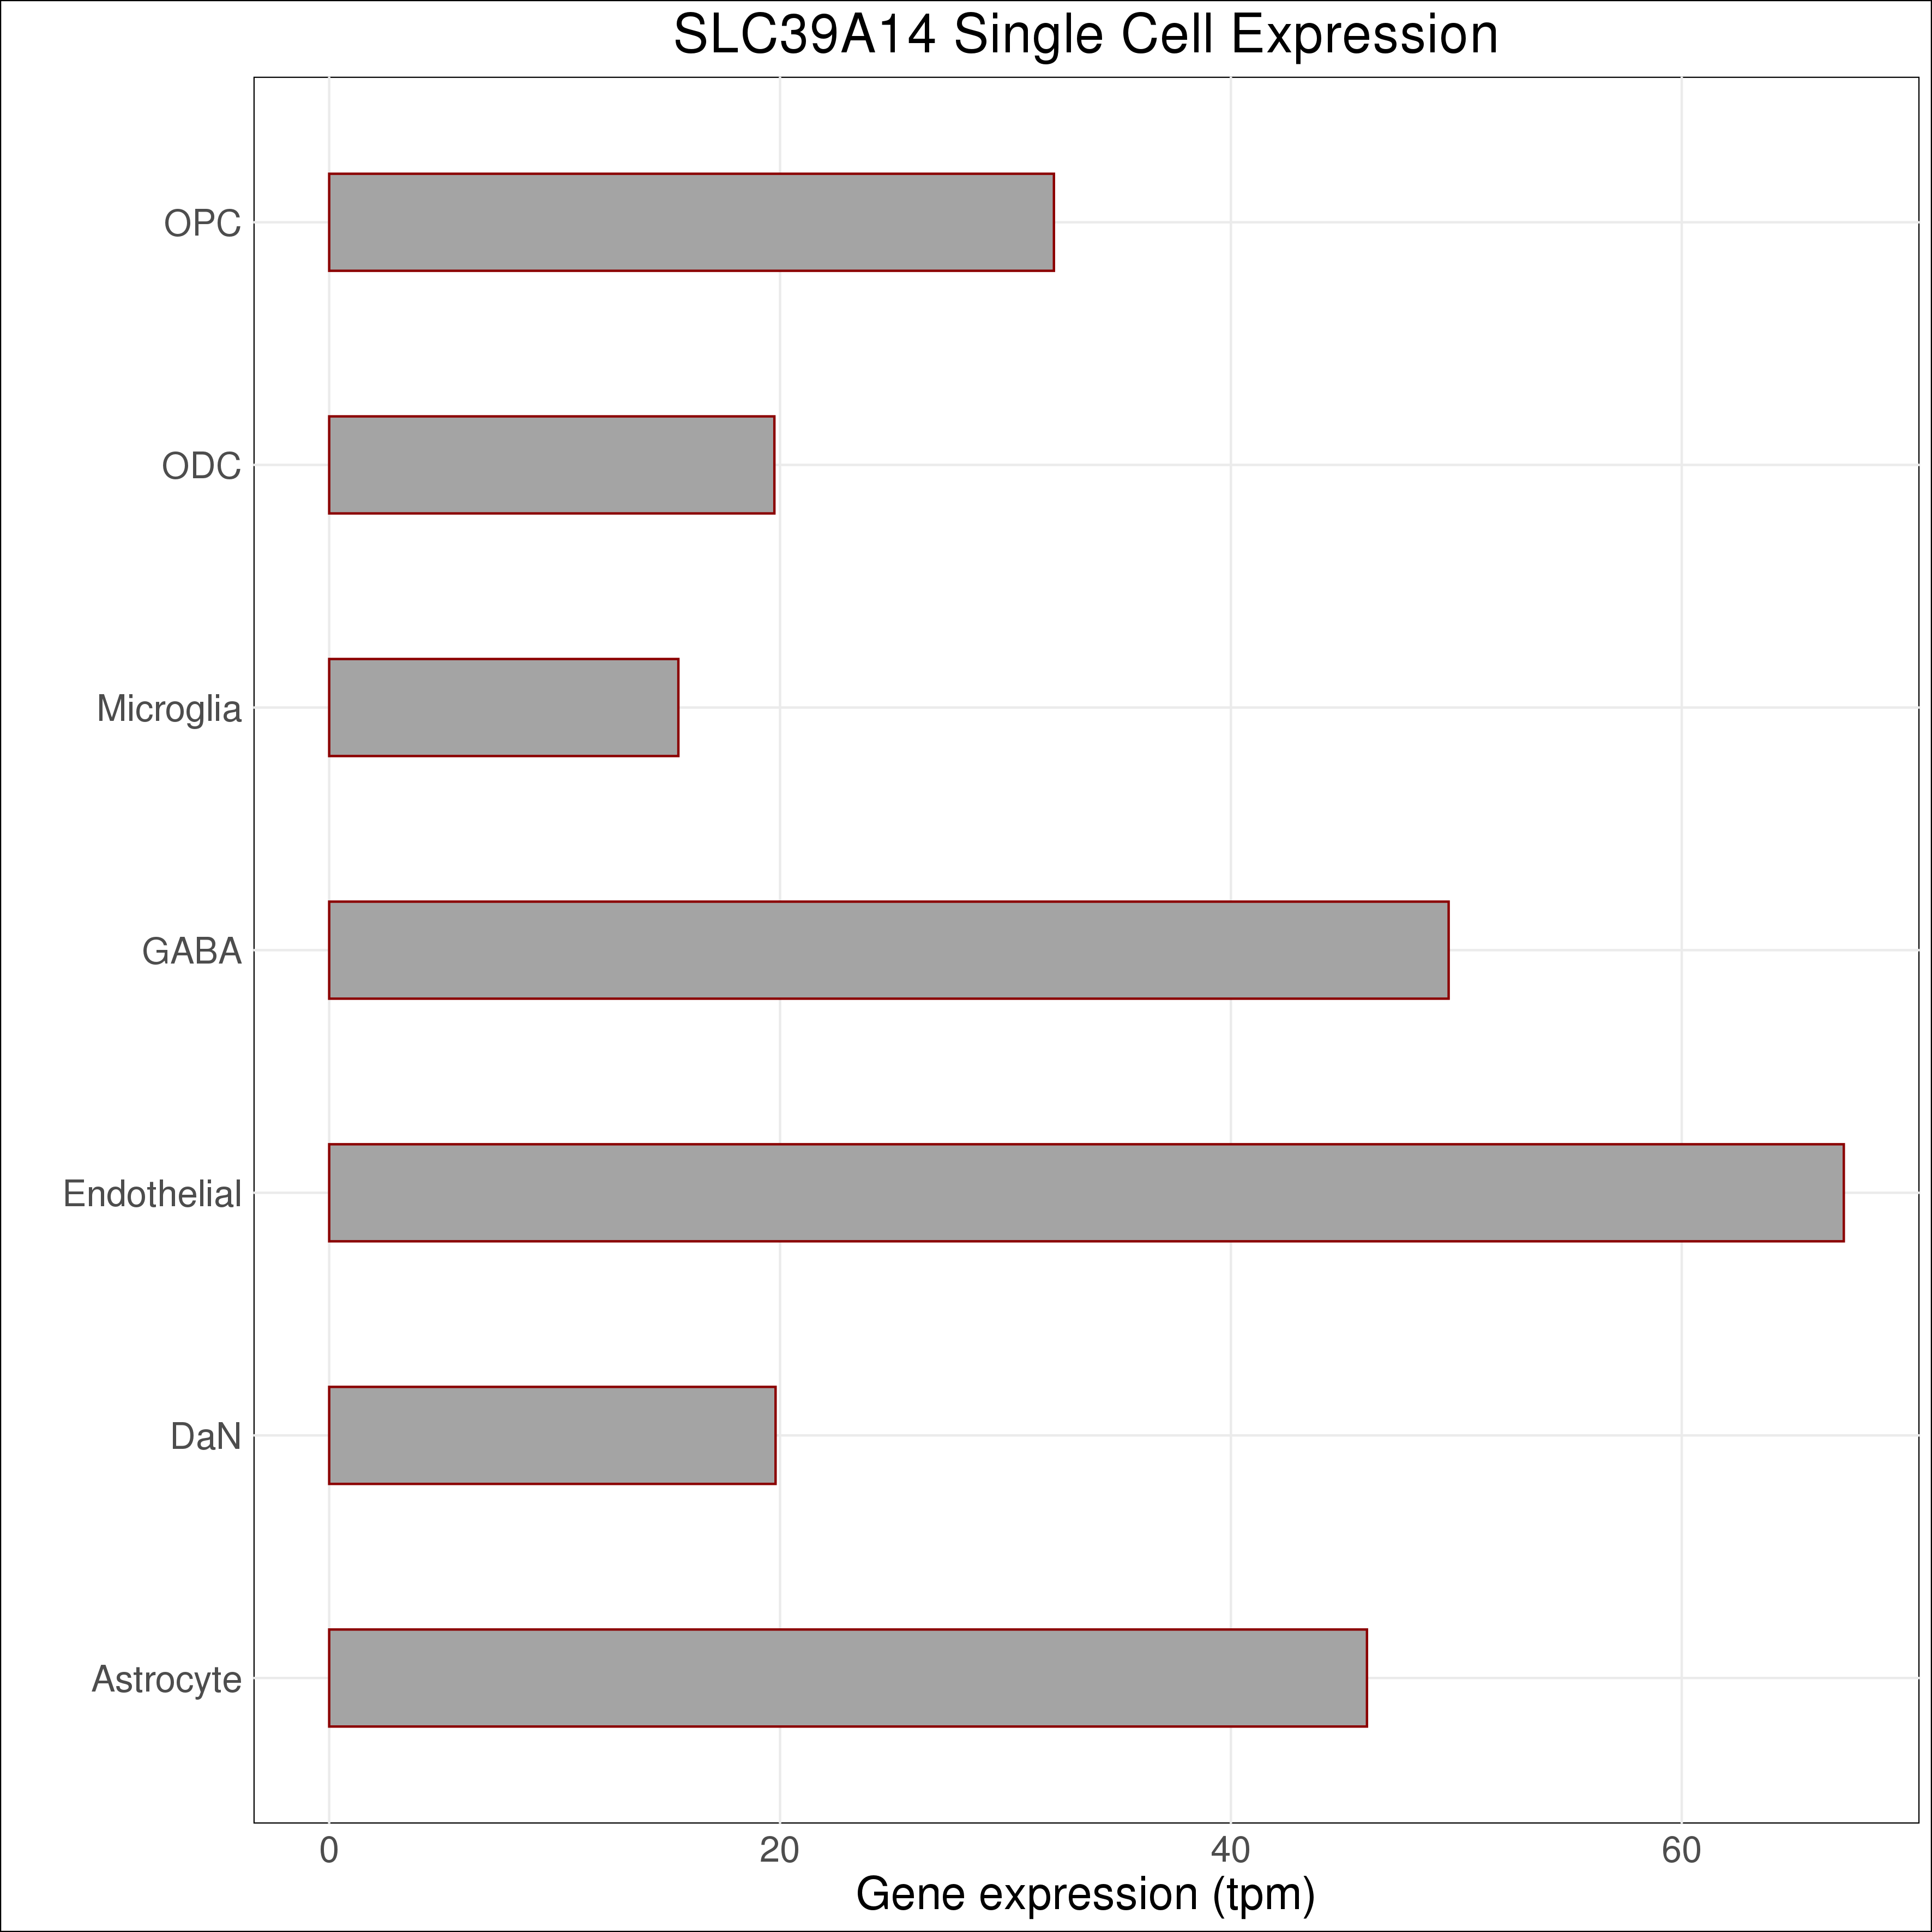 SLC39A14 Single Cell Expression
OPC
ODC
Microglia
GABA
Endothelial
DaN
Astrocyte
0 20 40 60
Gene expression (tpm)